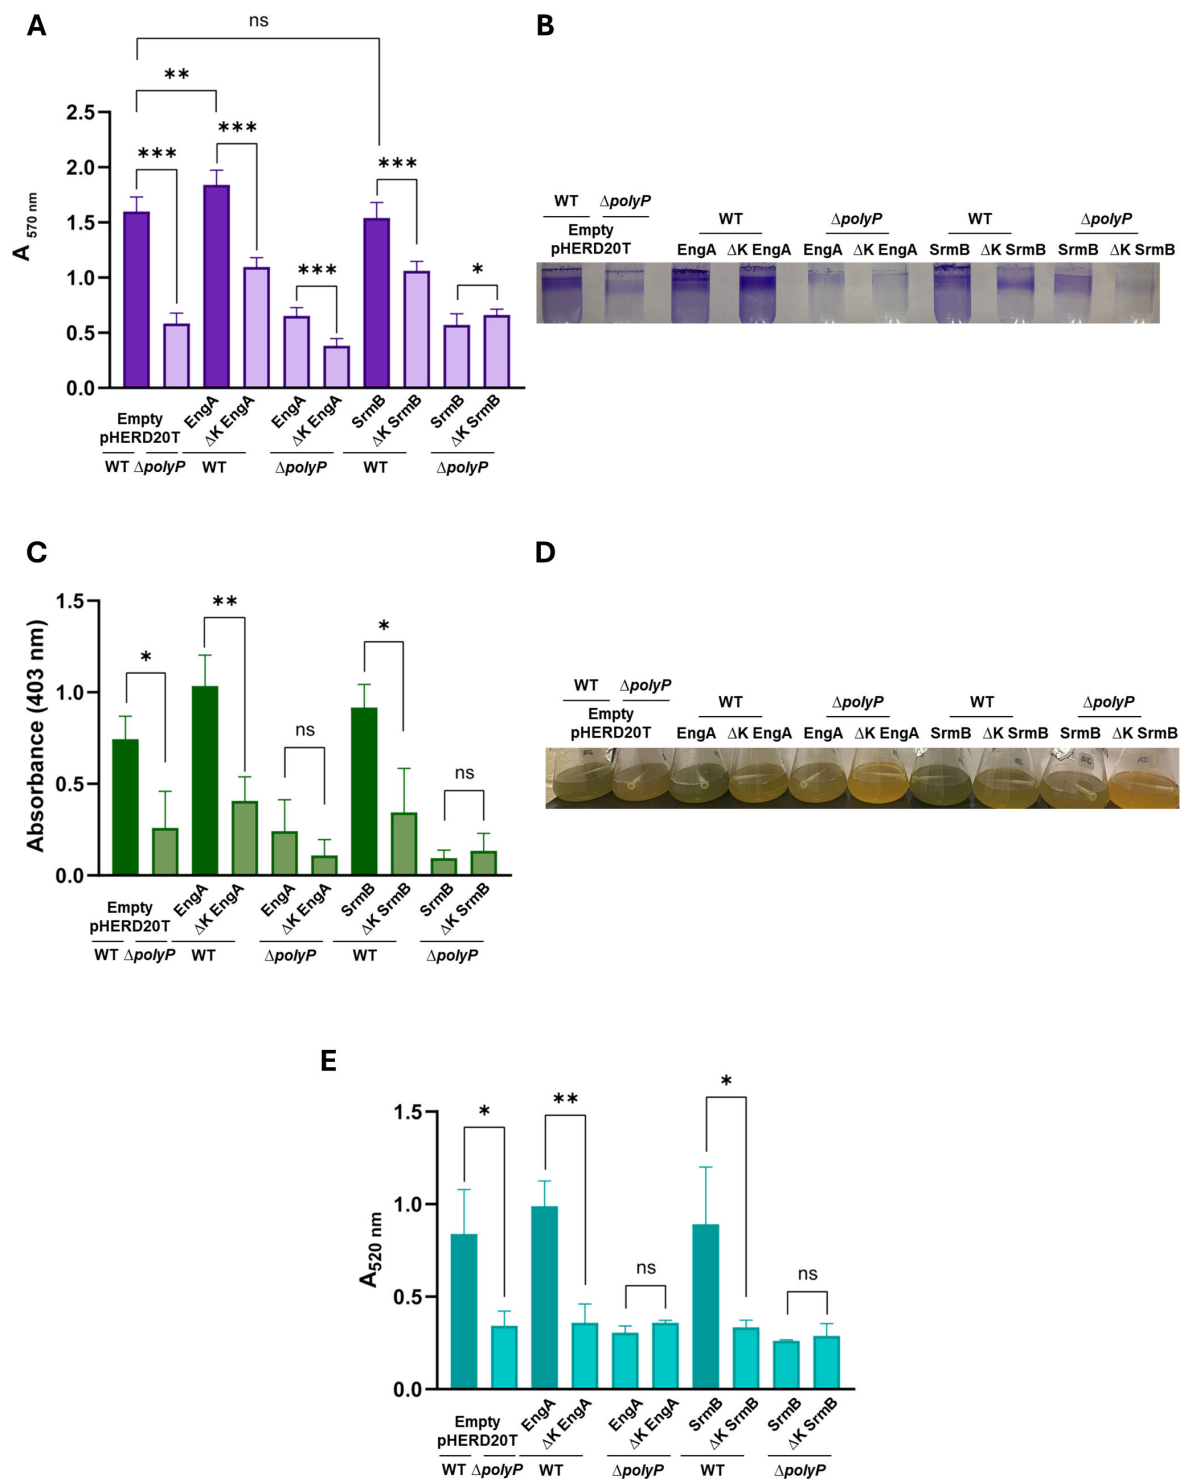 A
ns
**
***
***
***
***
*
A 570 nm
2.5
2.0
1.5
1.0
0.5
0.0
EngA
ΔK EngA
EngA
ΔK EngA
SrmB
ΔK SrmB
SrmB
ΔK SrmB
Empty
pHERD20T
WT ΔpolyP WT ΔpolyP WT ΔpolyP
B
WT ΔpolyP
Empty
pHERD20T
WT ΔpolyP WT ΔpolyP
EngA ΔK EngA EngA ΔK EngA SrmB ΔK SrmB SrmB ΔK SrmB
C
**
*
*
ns
ns
Absorbance (403 nm)
1.5
1.0
0.5
0.0
EngA
ΔK EngA
EngA
ΔK EngA
SrmB
ΔK SrmB
SrmB
ΔK SrmB
Empty
pHERD20T
WT ΔpolyP WT ΔpolyP WT ΔpolyP
D
WT ΔpolyP
Empty
pHERD20T
WT ΔpolyP WT ΔpolyP
EngA ΔK EngA EngA ΔK EngA SrmB ΔK SrmB SrmB ΔK SrmB
E
*
**
*
ns
ns
A520 nm
1.5
1.0
0.5
0.0
EngA
ΔK EngA
EngA
ΔK EngA
SrmB
ΔK SrmB
SrmB
ΔK SrmB
Empty
pHERD20T
WT ΔpolyP WT ΔpolyP WT ΔpolyP